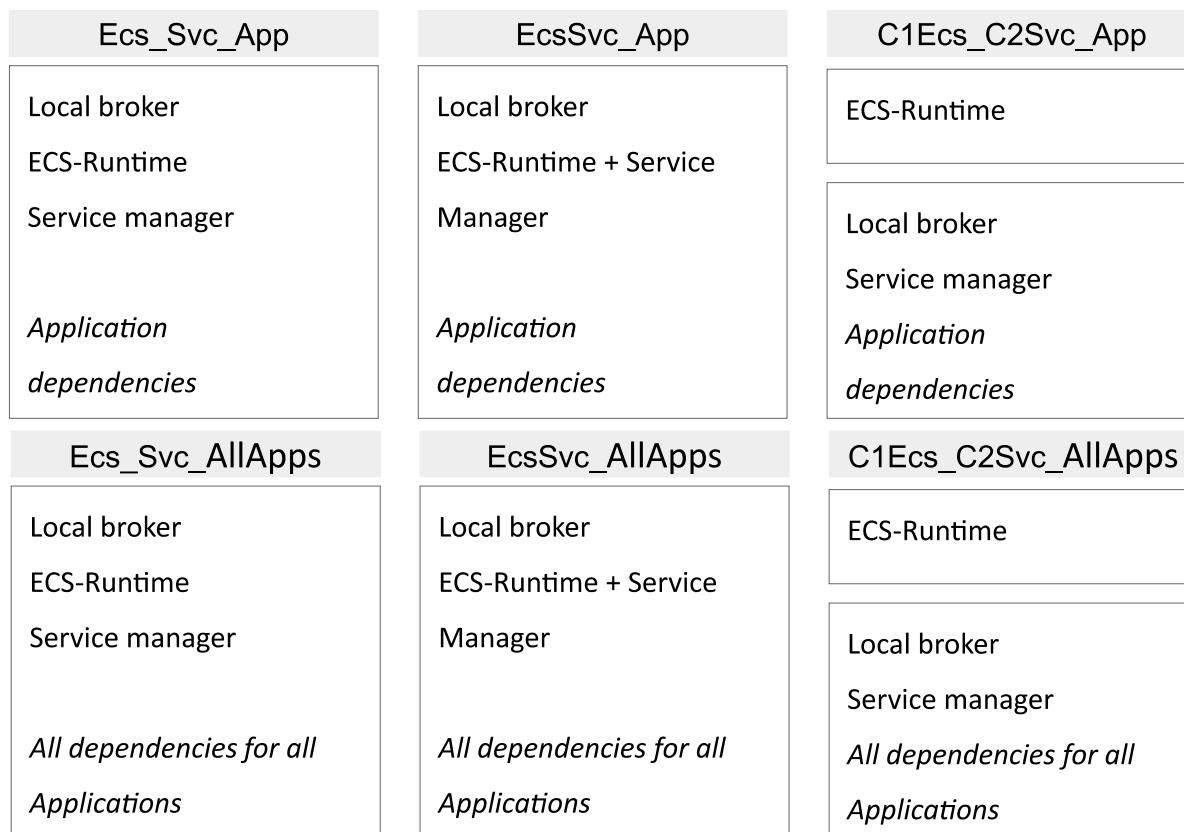 Ecs_Svc_App
Local broker
ECS-Runtime
Service manager
Application
dependencies
EcsSvc_App
Local broker
ECS-Runtime + Service
Manager
Application
dependencies
C1Ecs_C2Svc_App
ECS-Runtime
Local broker
Service manager
Application
dependencies
Ecs_Svc_AllApps
Local broker
ECS-Runtime
Service manager
All dependencies for all
Applications
EcsSvc_AllApps
Local broker
ECS-Runtime + Service
Manager
All dependencies for all
Applications
C1Ecs_C2Svc_AllApps
ECS-Runtime
Local broker
Service manager
All dependencies for all
Applications